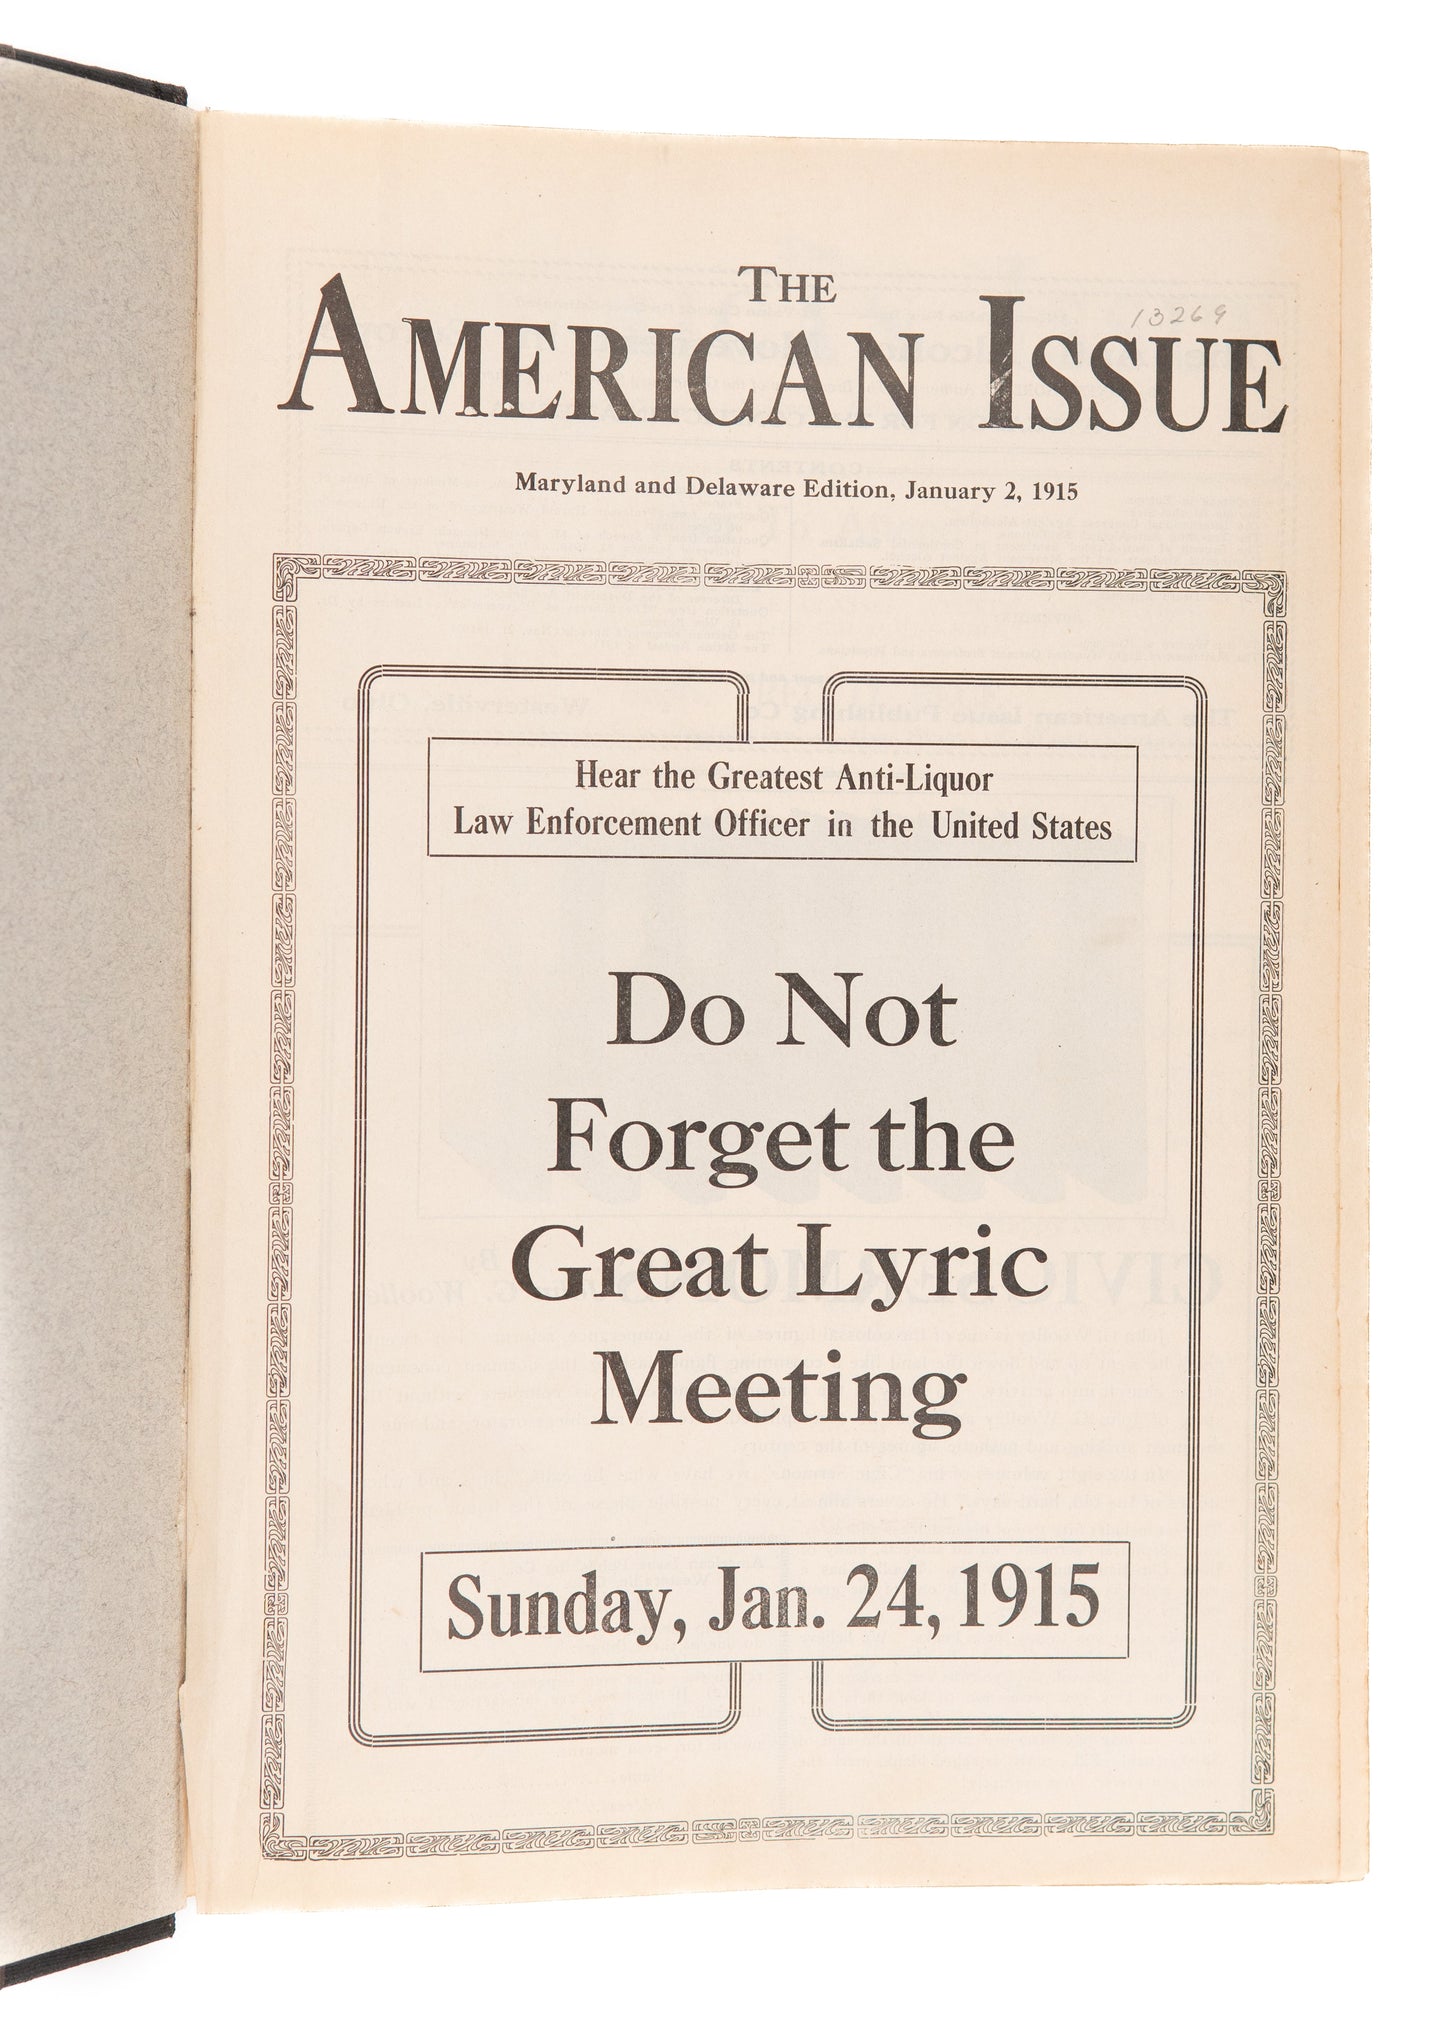 THE
13269
AMERICAN ISSUE
Maryland and Delaware Edition, January 2, 1915
Hear the Greatest Anti-Liquor
Law Enforcement Officer in the United States
Do Not
Forget the
Great Lyric
Meeting
Sunday, Jan. 24, 1915